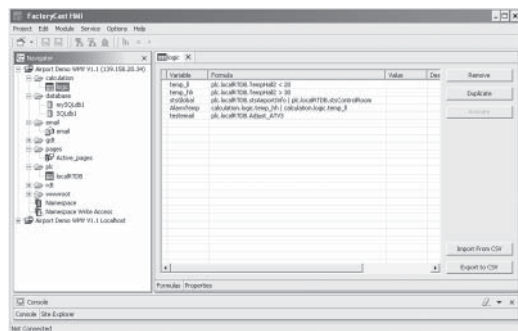 FactoryCast HMI
Project Edit Module Service Options Help
Navigator
logic
Airport Demo WMY V1.1 (139.158.20.34)
calculation
logic
database
mySQLdb1
SQLdb1
email
email
gdt
pages
Active_pages
plc
localRTDB
rdt
wwwroot
Namespace
Namespace Write Access
Airport Demo WMY V1.1 Localhost
Variable Formula Value Des
temp_ll plc.localRTDB.TempHall2 < 20
temp_hh plc.localRTDB.TempHall2 > 30
stsGlobal plc.localRTDB.stsAirportInfo | plc.localRTDB.stsControlRoom
AlarmTemp calculation.logic.temp_hh | calculation.logic.temp_ll
testemail plc.localRTDB.Adjust_ATV3
Remove
Duplicate
Import From CSV
Export to CSV
Formulas Properties
Console
Console Site Explorer
Not Connected